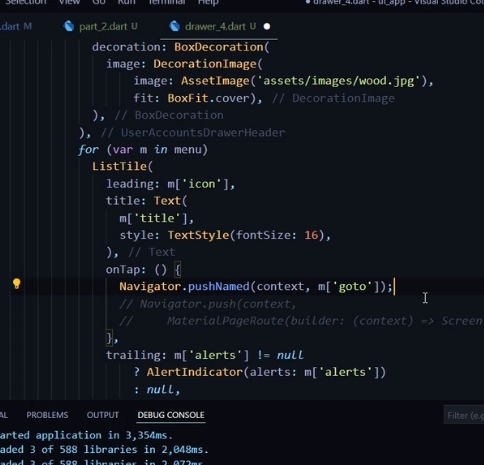 Selection View Go Run Terminal Help
drawer_4.dart - ui_app - Visual Studio
.dart M part_2.dart U drawer_4.dart U
decoration: BoxDecoration(
image: DecorationImage(
image: AssetImage('assets/images/wood.jpg'),
fit: BoxFit.cover), // DecorationImage
), // BoxDecoration
), // UserAccountsDrawerHeader
for (var m in menu)
ListTile(
leading: m['icon'],
title: Text(
m['title'],
style: TextStyle(fontSize: 16),
), // Text
onTap: () {
Navigator.pushNamed(context, m['goto']);
// Navigator.push(context,
// MaterialPageRoute(builder: (context) => Screen
},
trailing: m['alerts'] != null
? AlertIndicator(alerts: m['alerts'])
: null,
AL PROBLEMS OUTPUT DEBUG CONSOLE Filter (e.g
arted application in 3,354ms.
aded 3 of 588 libraries in 2,048ms.
aded 3 of 588 libraries in 2,072ms.